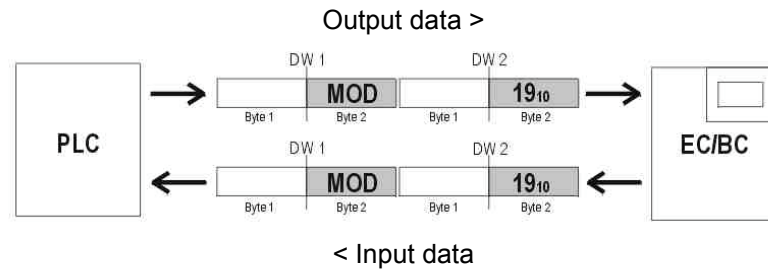 Output data >
DW 1 DW 2
MOD 19₁₀
Byte 1 Byte 2 Byte 1 Byte 2
PLC EC/BC
DW 1 DW 2
MOD 19₁₀
Byte 1 Byte 2 Byte 1 Byte 2
< Input data